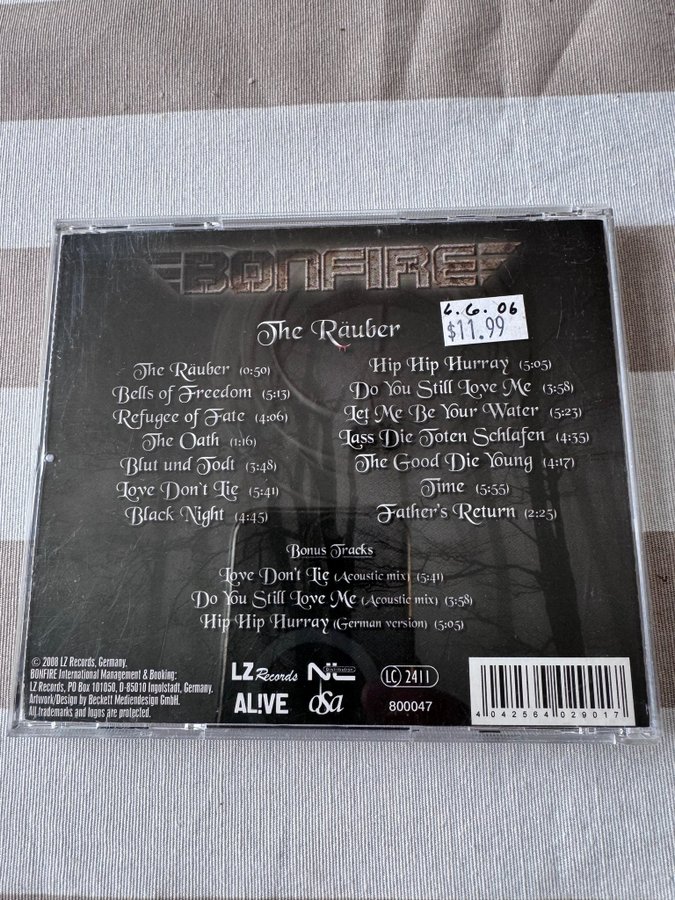 BONFIRE
The Räuber
6.6.06
$11.99
The Räuber (0:50)
Bells of Freedom (5:13)
Refugee of Fate (4:06)
The Oath (1:16)
Blut und Todt (3:48)
Love Don`t Lie (5:41)
Black Night (4:45)
Hip Hip Hurray (5:05)
Do You Still Love Me (3:58)
Let Me Be Your Water (5:23)
Lass Die Toten Schlafen (4:35)
The Good Die Young (4:17)
Time (5:55)
Father's Return (2:25)
Bonus Tracks
Love Don't Lie (Acoustic mix) (5:41)
Do You Still Love Me (Acoustic mix) (3:58)
Hip Hip Hurray (German version) (5:05)
© 2008 LZ Records, Germany.
BONFIRE International Management & Booking:
LZ Records, PO Box 101050, D-85010 Ingolstadt, Germany,
Artwork/Design by Beckett Mediendesign GmbH.
All trademarks and logos are protected.
LZ Records
AL!VE
Distribution
dsa
LC 2411
800047
4 042564 029017